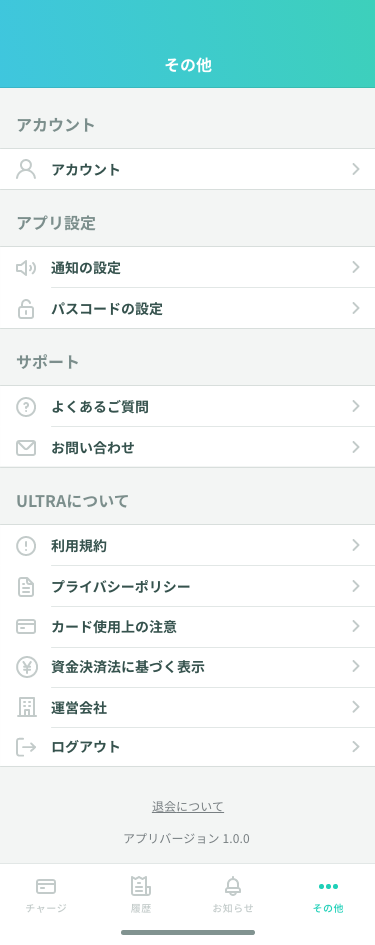 その他
アカウント
アカウント
アプリ設定
通知の設定
パスコードの設定
サポート
よくあるご質問
お問い合わせ
ULTRAについて
利用規約
プライバシーポリシー
カード使用上の注意
資金決済法に基づく表示
運営会社
ログアウト
退会について
アプリバージョン 1.0.0
チャージ 履歴 お知らせ その他